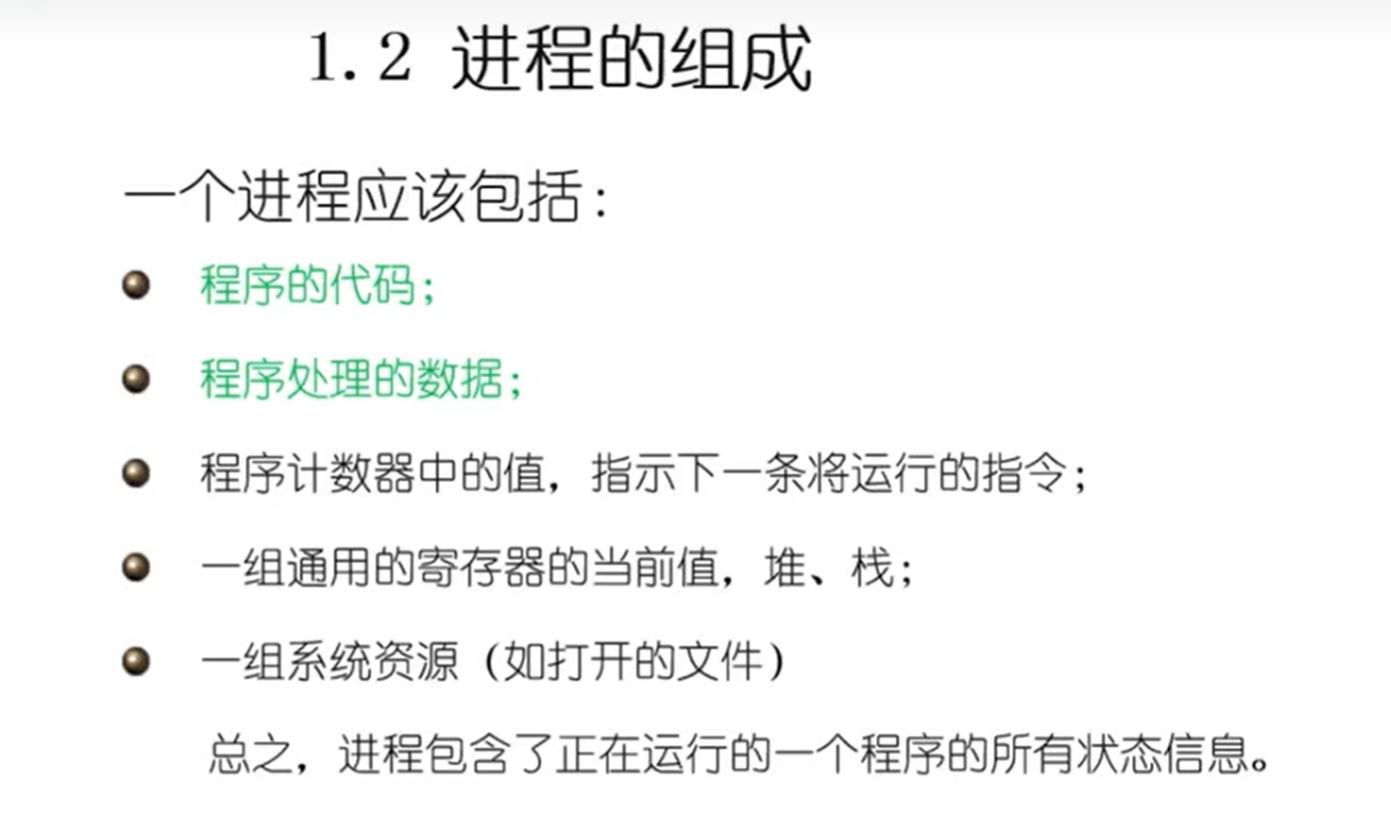 1.2 进程的组成
一个进程应该包括：
程序的代码；
程序处理的数据；
程序计数器中的值，指示下一条将运行的指令；
一组通用的寄存器的当前值，堆、栈；
一组系统资源（如打开的文件）
总之，进程包含了正在运行的一个程序的所有状态信息。